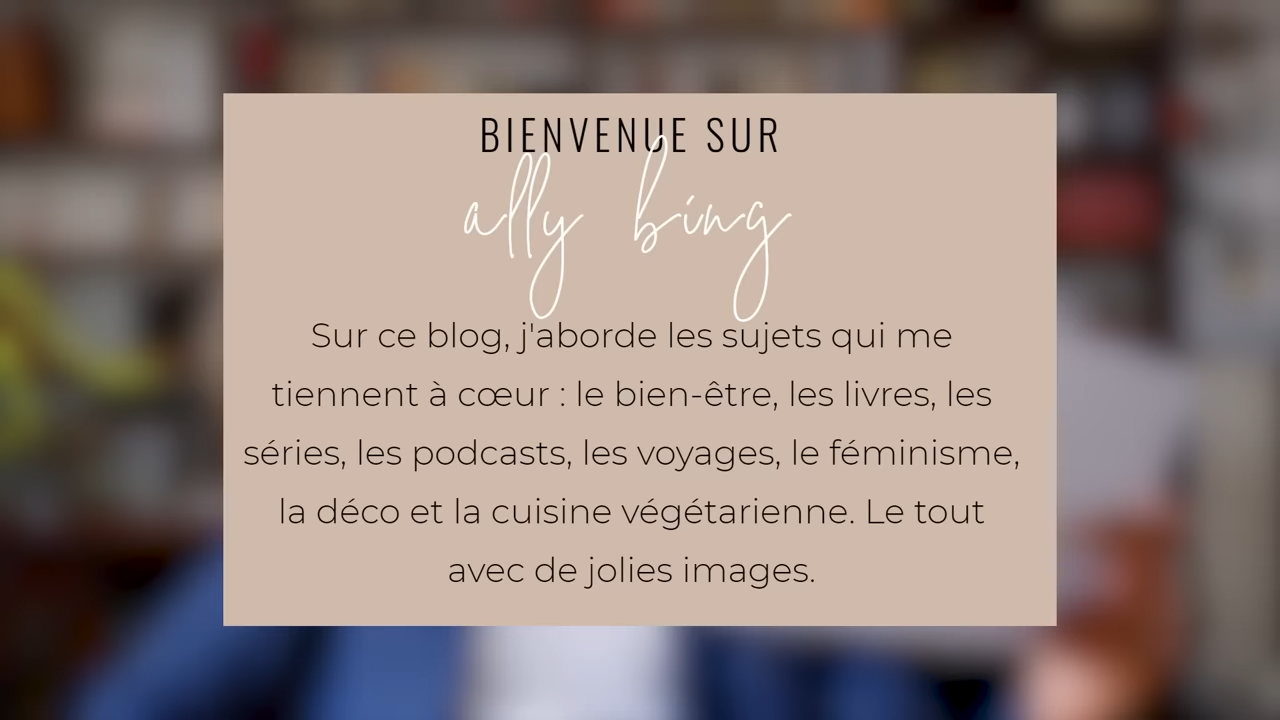 BIENVENUE SUR
ally bing
Sur ce blog, j'aborde les sujets qui me
tiennent à cœur : le bien-être, les livres, les
séries, les podcasts, les voyages, le féminisme,
la déco et la cuisine végétarienne. Le tout
avec de jolies images.